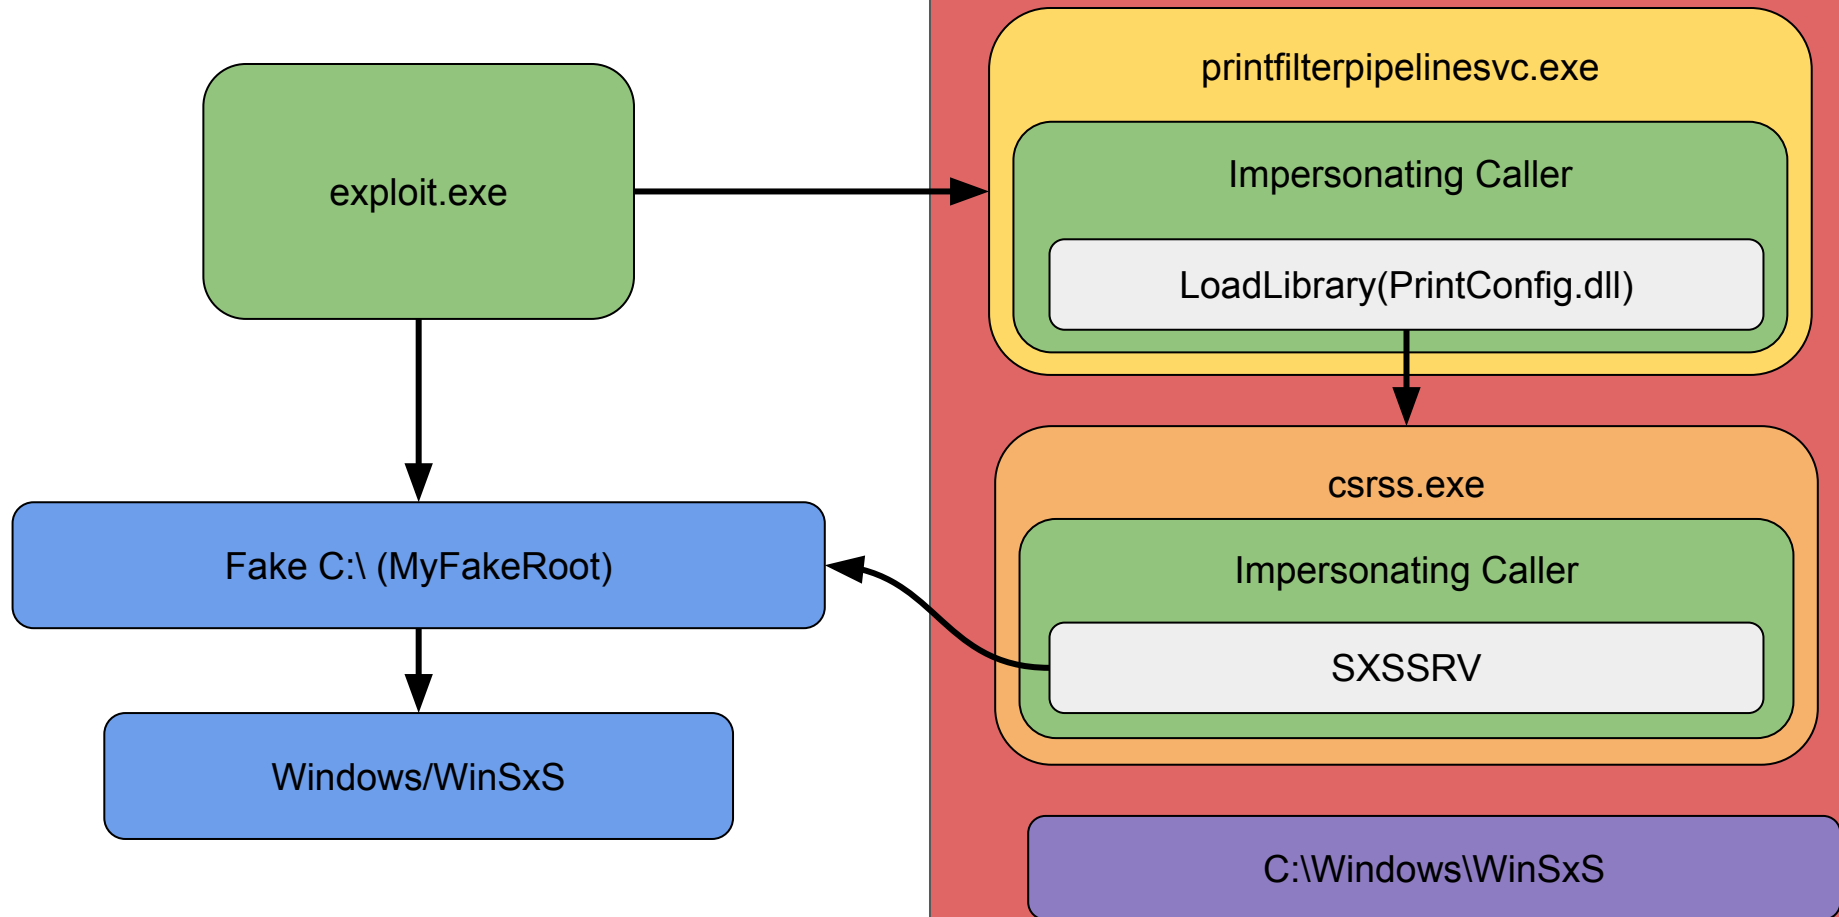 exploit.exe
Fake C:\ (MyFakeRoot)
Windows/WinSxS
printfilterpipelinesvc.exe
Impersonating Caller
LoadLibrary(PrintConfig.dll)
csrss.exe
Impersonating Caller
SXSSRV
C:\Windows\WinSxS